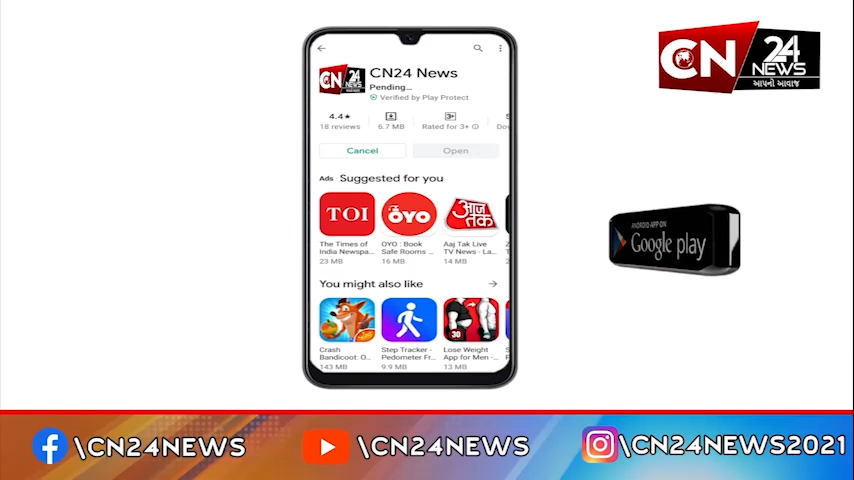 CN24 News
Pending...
Verified by Play Protect
4.4★
18 reviews
6.7 MB
3+
Rated for 3+
Cancel
Open
Ads · Suggested for you
TOI
OYO
आज तक
The Times of
India Newspa...
23 MB
OYO : Book
Safe Rooms ...
16 MB
Aaj Tak Live
TV News - La...
14 MB
You might also like
30
Crash
Bandicoot: O...
143 MB
Step Tracker -
Pedometer Fr...
9.9 MB
Lose Weight
App for Men -...
13 MB
CN 24
NEWS
આપનો આવાજ
ANDROID APP ON
Google play
\CN24NEWS
\CN24NEWS
\CN24NEWS2021